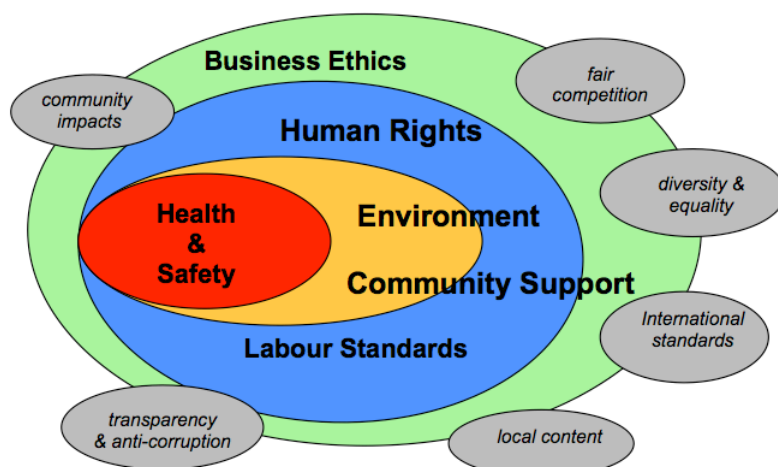 Business Ethics
fair
competition
community
impacts
Human Rights
diversity &
equality
Health
&
Safety
Environment
Community Support
International
standards
Labour Standards
transparency
& anti-corruption
local content